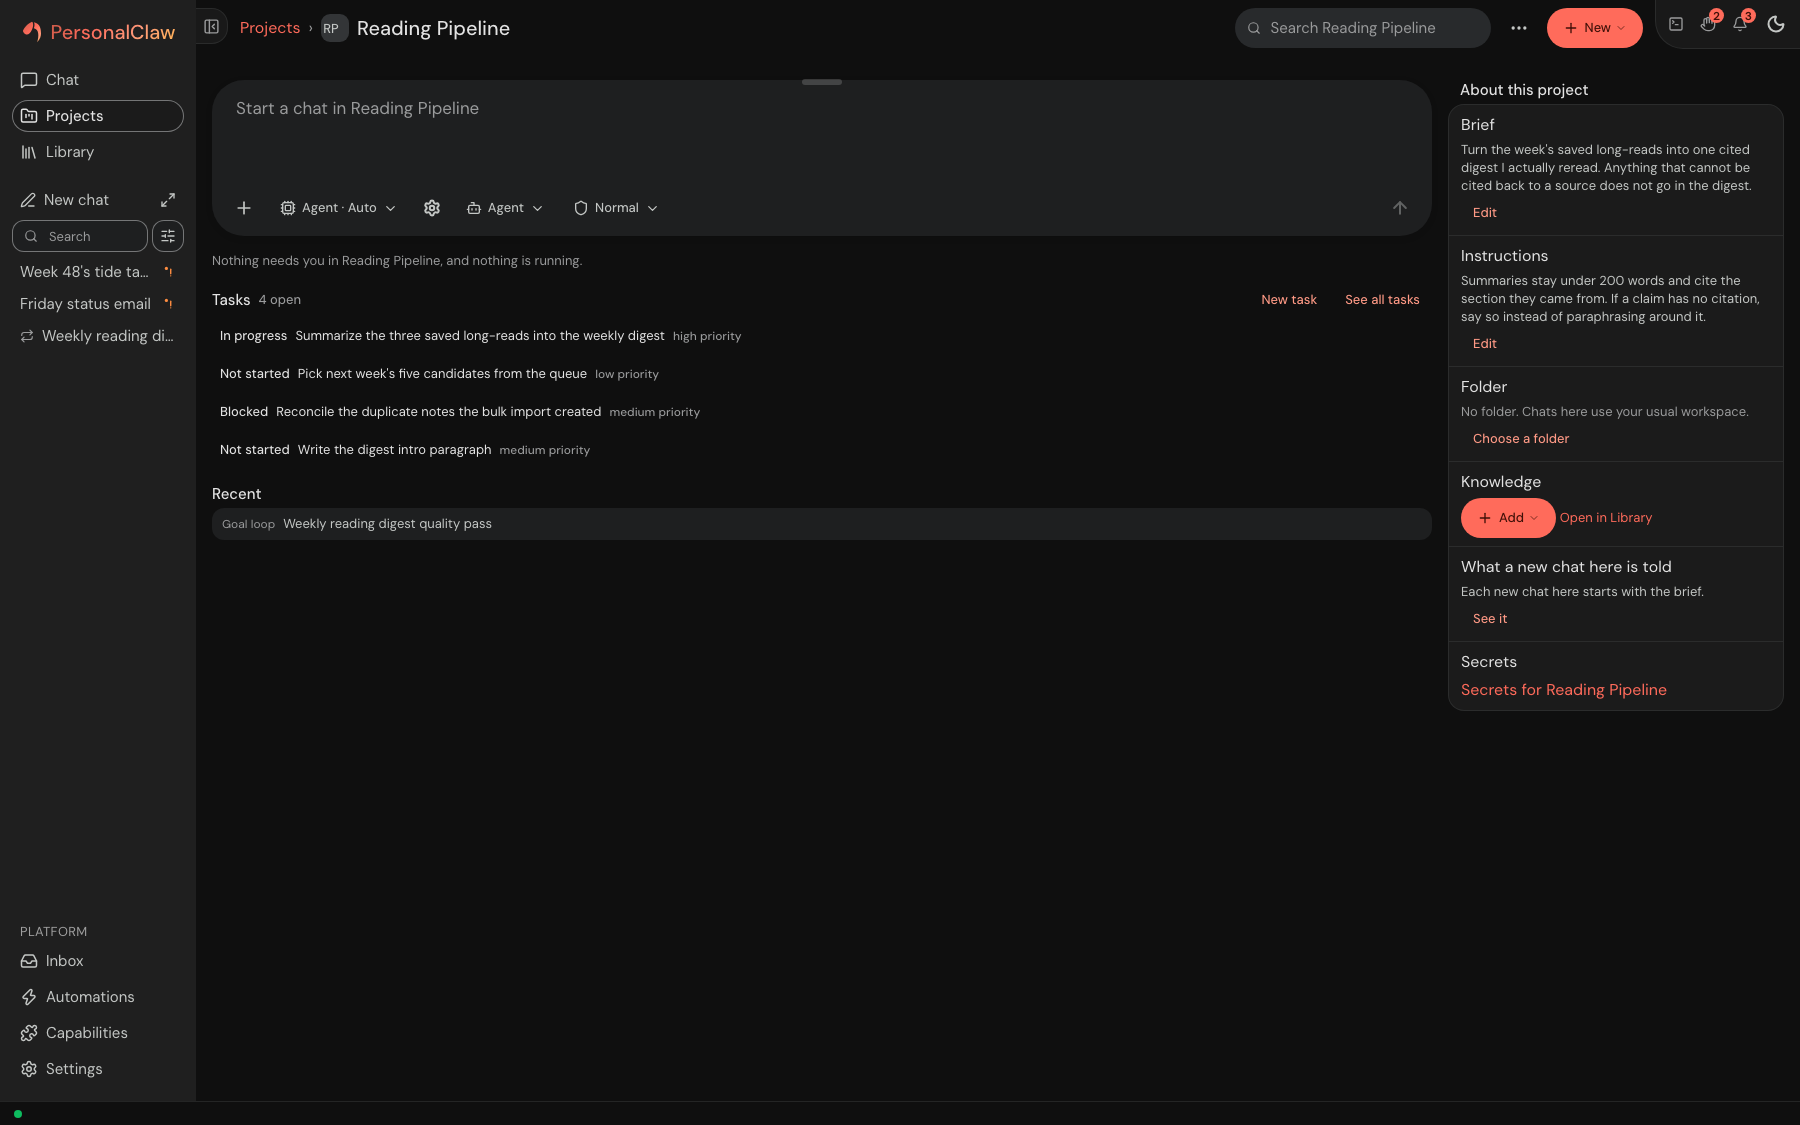 PersonalClaw
Chat
Projects
Library
New chat
Search
Week 48's tide ta...
Friday status email
Weekly reading di...
PLATFORM
Inbox
Automations
Capabilities
Settings
Projects › RP Reading Pipeline
Search Reading Pipeline
New
2
3
Start a chat in Reading Pipeline
Agent · Auto
Agent
Normal
Nothing needs you in Reading Pipeline, and nothing is running.
Tasks 4 open
New task
See all tasks
In progress Summarize the three saved long-reads into the weekly digest high priority
Not started Pick next week's five candidates from the queue low priority
Blocked Reconcile the duplicate notes the bulk import created medium priority
Not started Write the digest intro paragraph medium priority
Recent
Goal loop Weekly reading digest quality pass
About this project
Brief
Turn the week's saved long-reads into one cited
digest I actually reread. Anything that cannot be
cited back to a source does not go in the digest.
Edit
Instructions
Summaries stay under 200 words and cite the
section they came from. If a claim has no citation,
say so instead of paraphrasing around it.
Edit
Folder
No folder. Chats here use your usual workspace.
Choose a folder
Knowledge
Add
Open in Library
What a new chat here is told
Each new chat here starts with the brief.
See it
Secrets
Secrets for Reading Pipeline